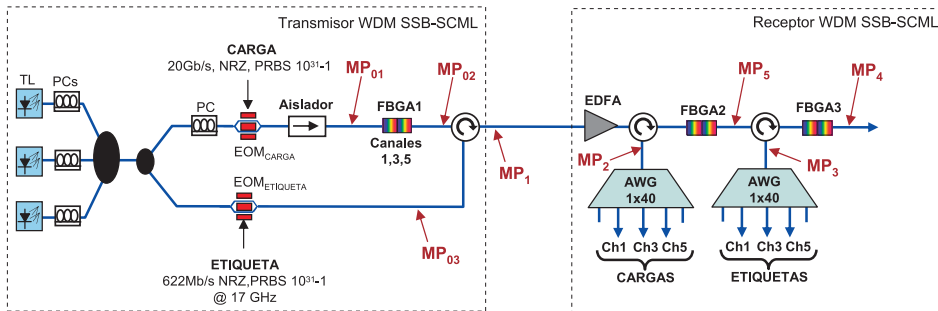 Transmisor WDM SSB-SCML
Receptor WDM SSB-SCML
CARGA
20Gb/s, NRZ, PRBS 10³¹-1
TL
PCs
PC
Aislador
MP₀₁
MP₀₂
FBGA1
Canales
1,3,5
EOM_CARGA
EOM_ETIQUETA
MP₀₃
ETIQUETA
622Mb/s NRZ,PRBS 10³¹-1
@ 17 GHz
MP₁
EDFA
MP₂
FBGA2
MP₅
FBGA3
MP₄
MP₃
AWG
1x40
AWG
1x40
Ch1 Ch3 Ch5
Ch1 Ch3 Ch5
CARGAS
ETIQUETAS